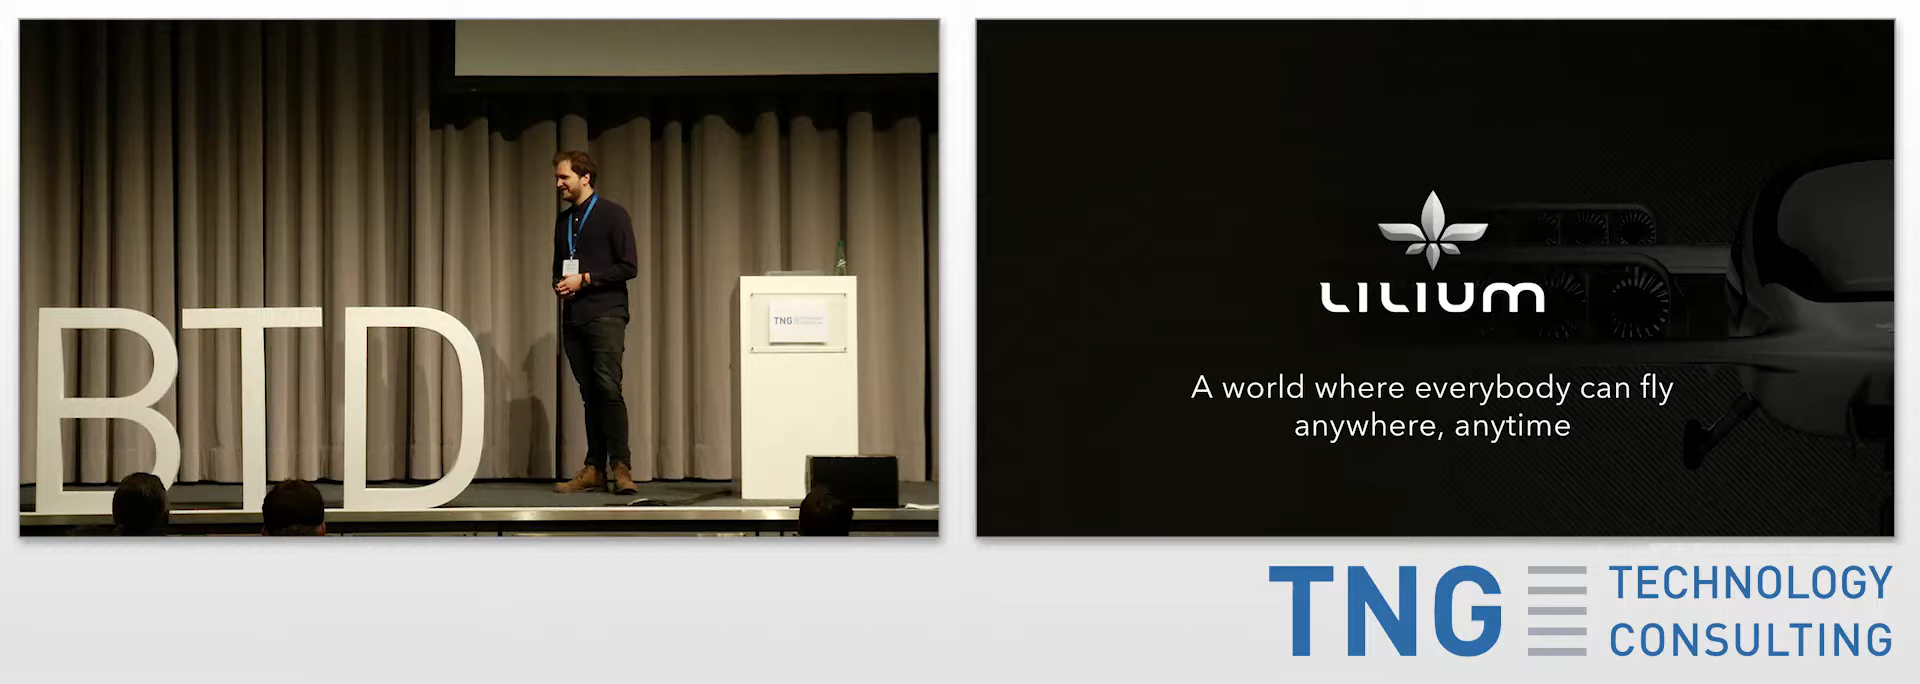 BTD
TNG
LILIUM
A world where everybody can fly
anywhere, anytime
TNG TECHNOLOGY
CONSULTING